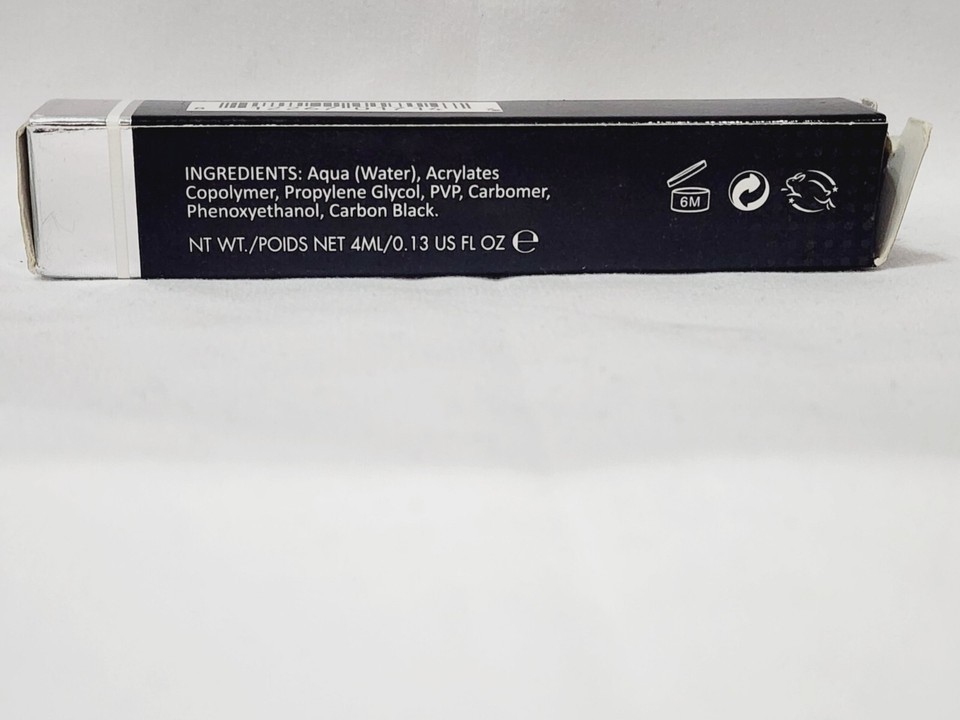 INGREDIENTS: Aqua (Water), Acrylates
Copolymer, Propylene Glycol, PVP, Carbomer,
Phenoxyethanol, Carbon Black.
NT WT./POIDS NET 4ML/0.13 US FL OZ ℮
6M